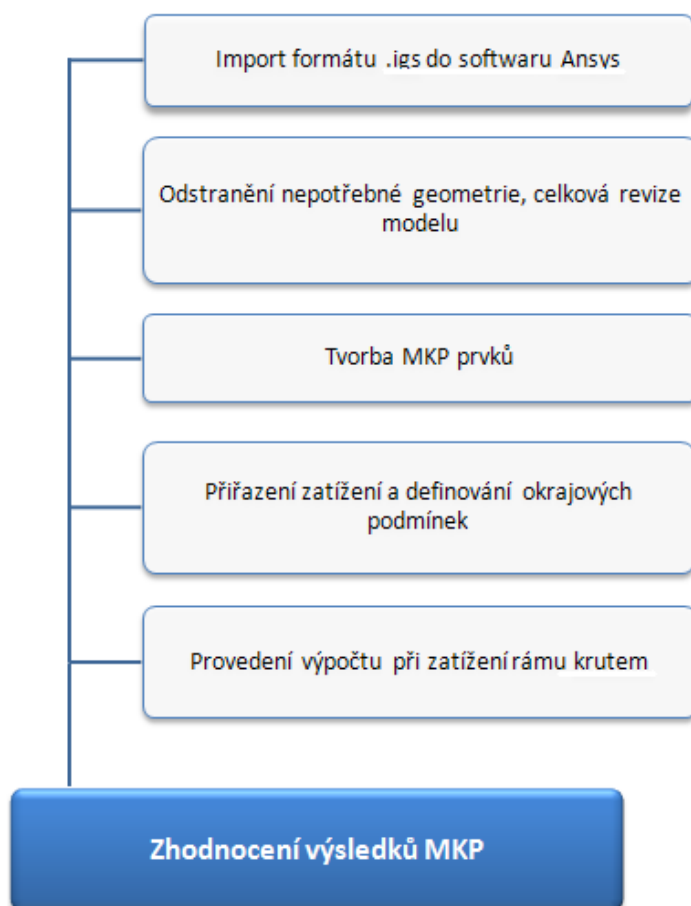 Import formátu .igs do softwaru Ansys
Odstranění nepotřebné geometrie, celková revize
modelu
Tvorba MKP prvků
Přiřazení zatížení a definování okrajových
podmínek
Provedení výpočtu při zatížení rámu krutem
Zhodnocení výsledků MKP